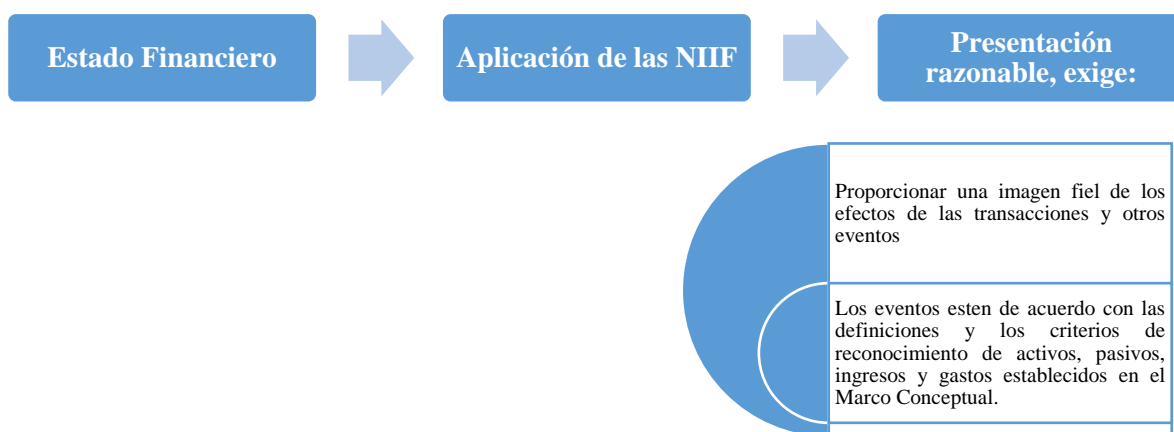 Estado Financiero
Aplicación de las NIIF
Presentación
razonable, exige:
Proporcionar una imagen fiel de los
efectos de las transacciones y otros
eventos
Los eventos esten de acuerdo con las
definiciones y los criterios de
reconocimiento de activos, pasivos,
ingresos y gastos establecidos en el
Marco Conceptual.